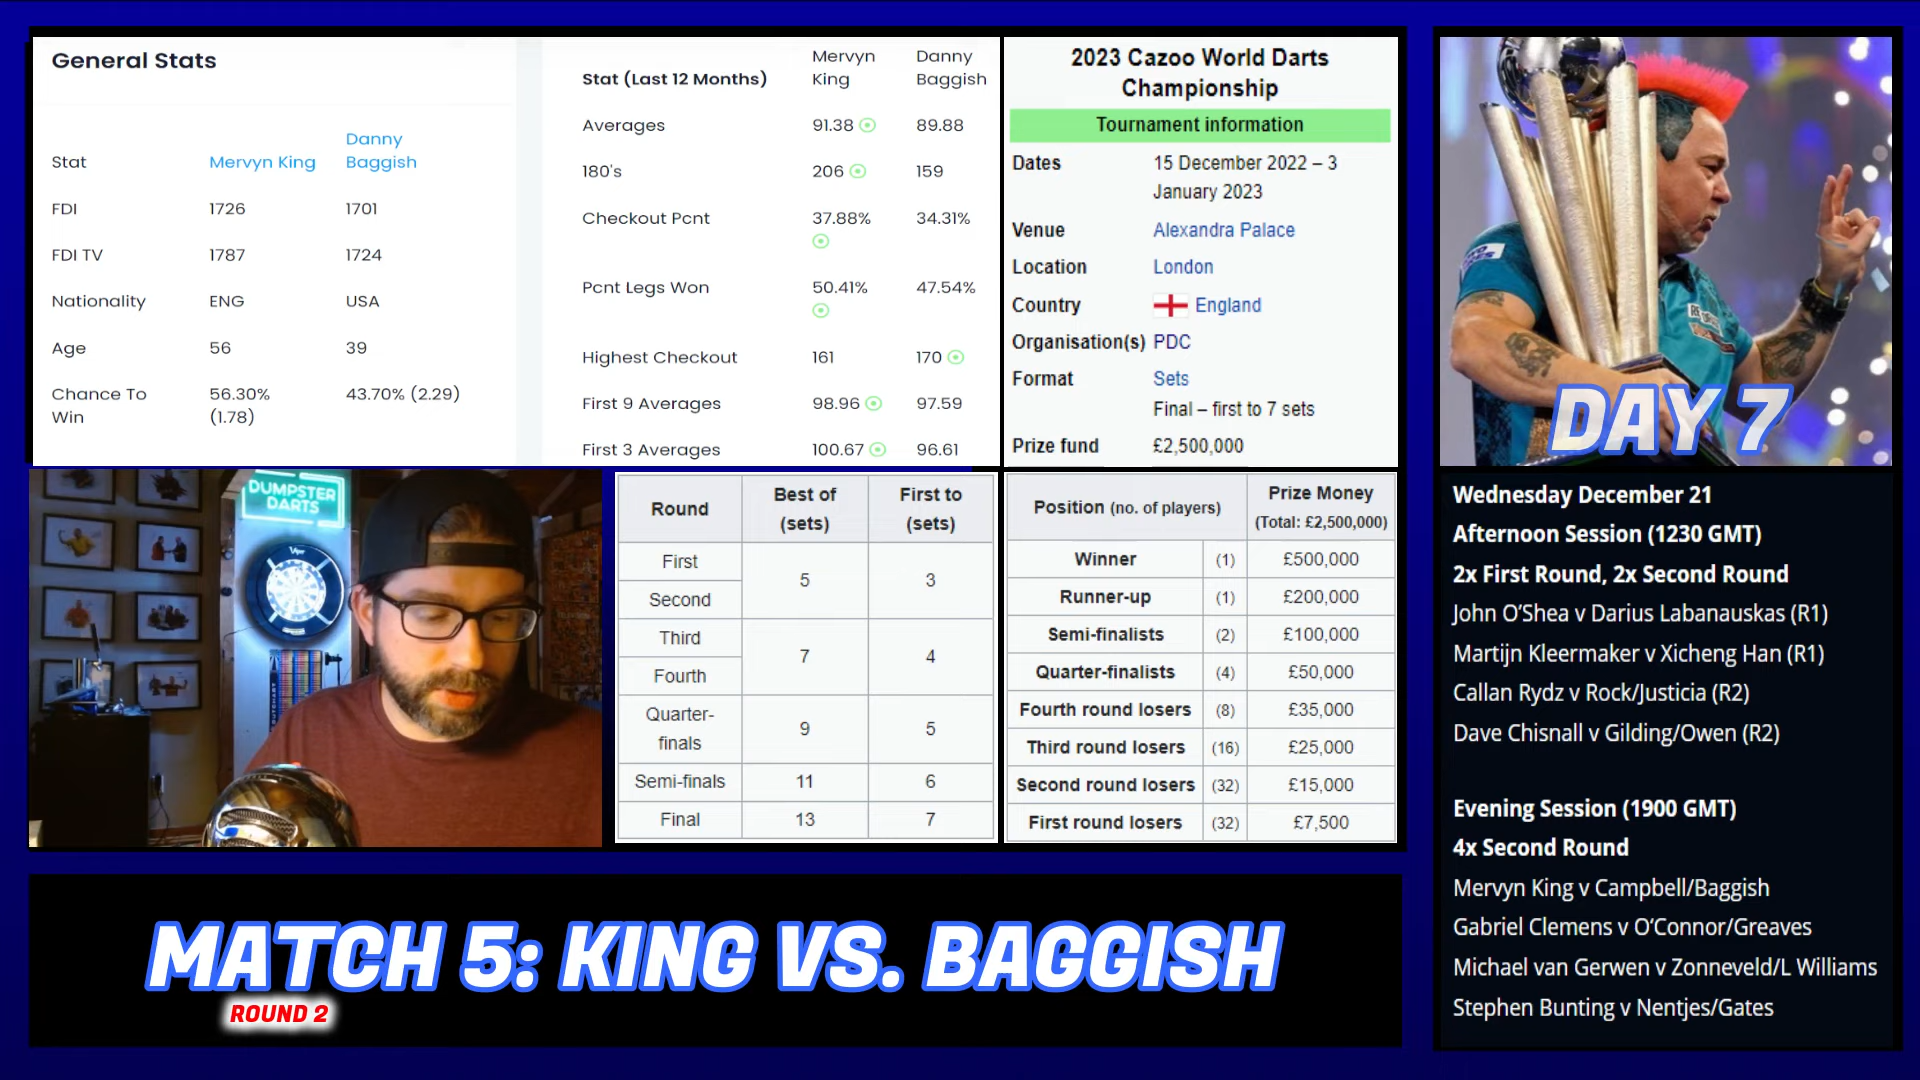 General Stats
Stat Mervyn King Danny Baggish
FDI 1726 1701
FDI TV 1787 1724
Nationality ENG USA
Age 56 39
Chance To Win 56.30% (1.78) 43.70% (2.29)
Stat (Last 12 Months) Mervyn King Danny Baggish
Averages 91.38 89.88
180's 206 159
Checkout Pcnt 37.88% 34.31%
Pcnt Legs Won 50.41% 47.54%
Highest Checkout 161 170
First 9 Averages 98.96 97.59
First 3 Averages 100.67 96.61
2023 Cazoo World Darts
Championship
Tournament information
Dates 15 December 2022 – 3
January 2023
Venue Alexandra Palace
Location London
Country England
Organisation(s) PDC
Format Sets
Final – first to 7 sets
Prize fund £2,500,000
DAY 7
DUMPSTER
DARTS
Viper
Round Best of (sets) First to (sets)
First 5 3
Second
Third 7 4
Fourth
Quarter-finals 9 5
Semi-finals 11 6
Final 13 7
Position (no. of players) Prize Money (Total: £2,500,000)
Winner (1) £500,000
Runner-up (1) £200,000
Semi-finalists (2) £100,000
Quarter-finalists (4) £50,000
Fourth round losers (8) £35,000
Third round losers (16) £25,000
Second round losers (32) £15,000
First round losers (32) £7,500
Wednesday December 21
Afternoon Session (1230 GMT)
2x First Round, 2x Second Round
John O'Shea v Darius Labanauskas (R1)
Martijn Kleermaker v Xicheng Han (R1)
Callan Rydz v Rock/Justicia (R2)
Dave Chisnall v Gilding/Owen (R2)
Evening Session (1900 GMT)
4x Second Round
Mervyn King v Campbell/Baggish
Gabriel Clemens v O'Connor/Greaves
Michael van Gerwen v Zonneveld/L Williams
Stephen Bunting v Nentjes/Gates
MATCH 5: KING VS. BAGGISH
ROUND 2